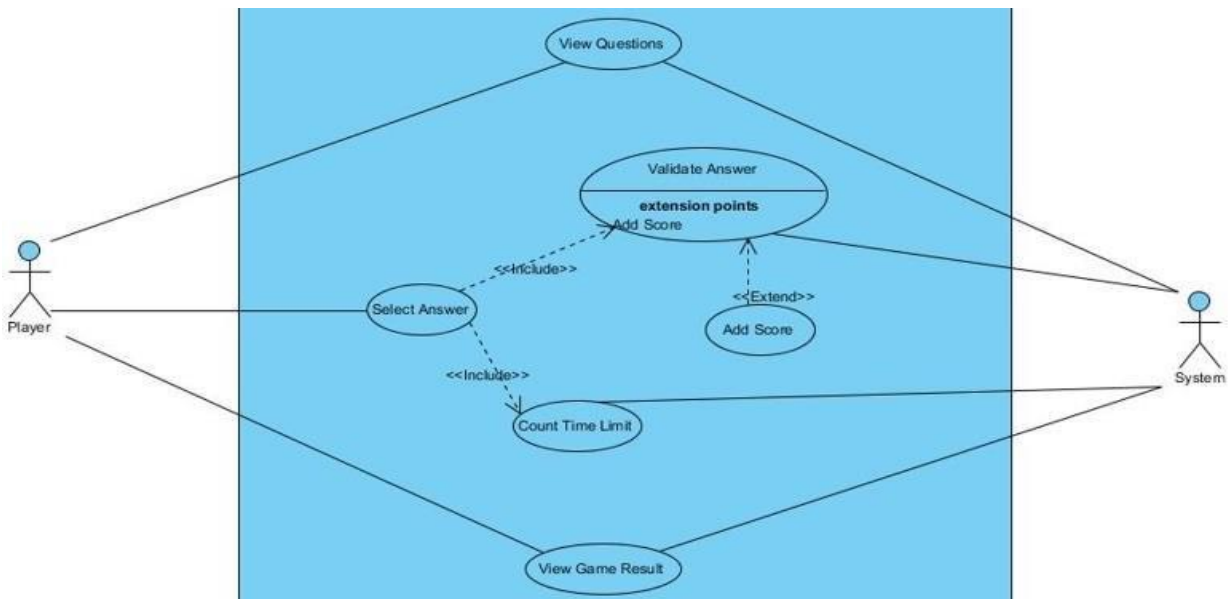 View Questions
Validate Answer
extension points
Add Score
<<Include>>
<<Extend>>
Select Answer
Add Score
Player
System
<<Include>>
Count Time Limit
View Game Result